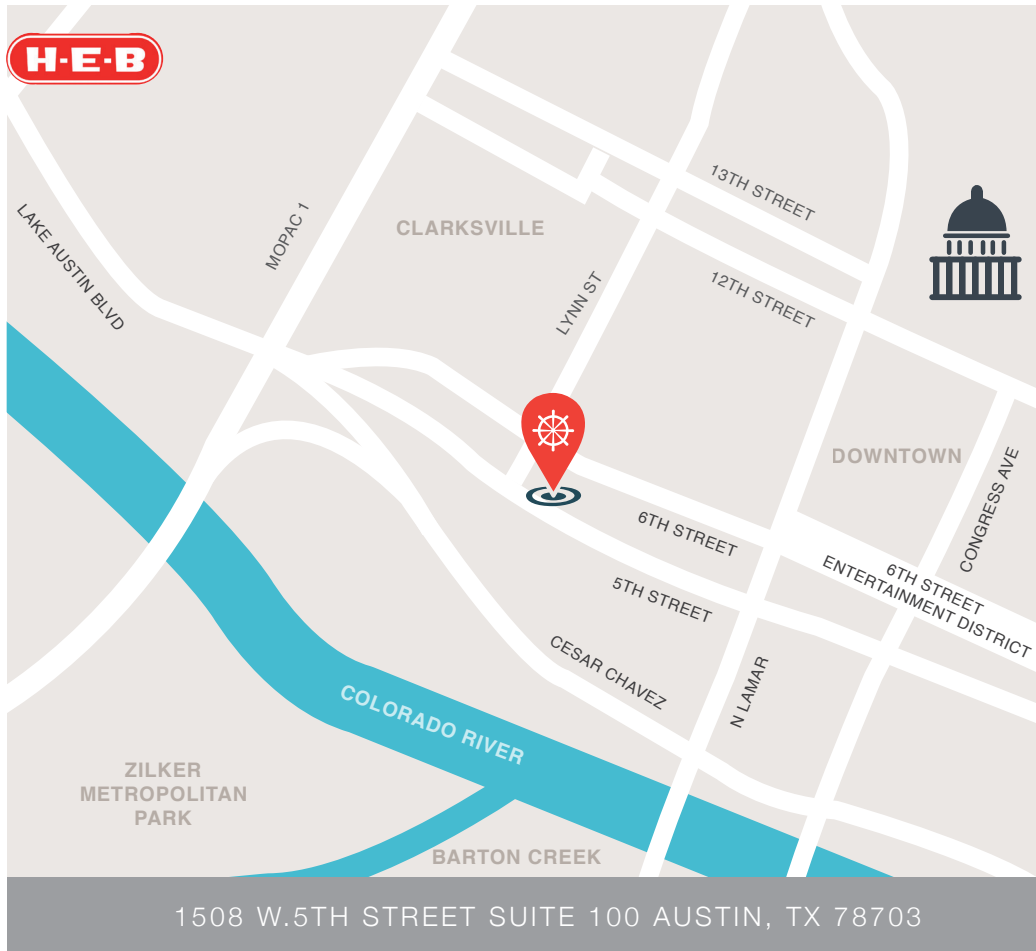 H-E-B
13TH STREET
LAKE AUSTIN BLVD
MOPAC 1
CLARKSVILLE
12TH STREET
LYNN ST
DOWNTOWN
CONGRESS AVE
6TH STREET
6TH STREET
ENTERTAINMENT DISTRICT
5TH STREET
CESAR CHAVEZ
N LAMAR
COLORADO RIVER
ZILKER
METROPOLITAN
PARK
BARTON CREEK
1508 W.5TH STREET SUITE 100 AUSTIN, TX 78703